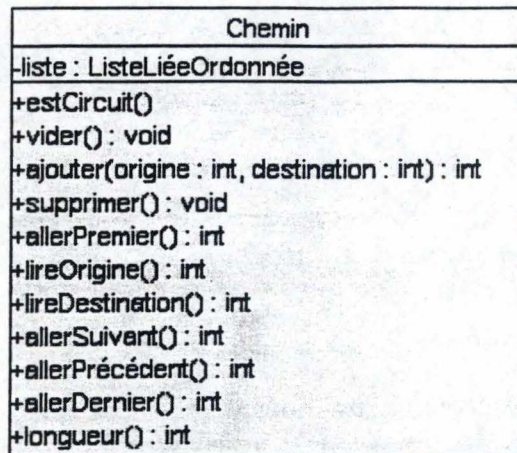 Chemin
-liste : ListeLiéeOrdonnée
+estCircuit()
+vider() : void
+ajouter(origine : int, destination : int) : int
+supprimer() : void
+allerPremier() : int
+lireOrigine() : int
+lireDestination() : int
+allerSuivant() : int
+allerPrécédent() : int
+allerDernier() : int
+longueur() : int